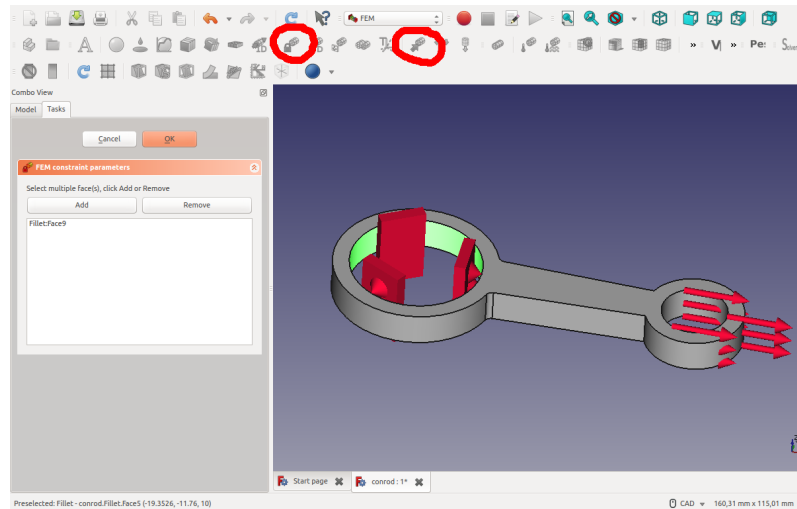 FEM
A
1D
»
V
»
Pe:
Combo View
Model
Tasks
Cancel
OK
FEM constraint parameters
Select multiple face(s), click Add or Remove
Add
Remove
Fillet:Face9
Start page
conrod : 1*
Preselected: Fillet - conrod.Fillet.Face5 (-19.3526, -11.76, 10)
CAD
160,31 mm x 115,01 mm